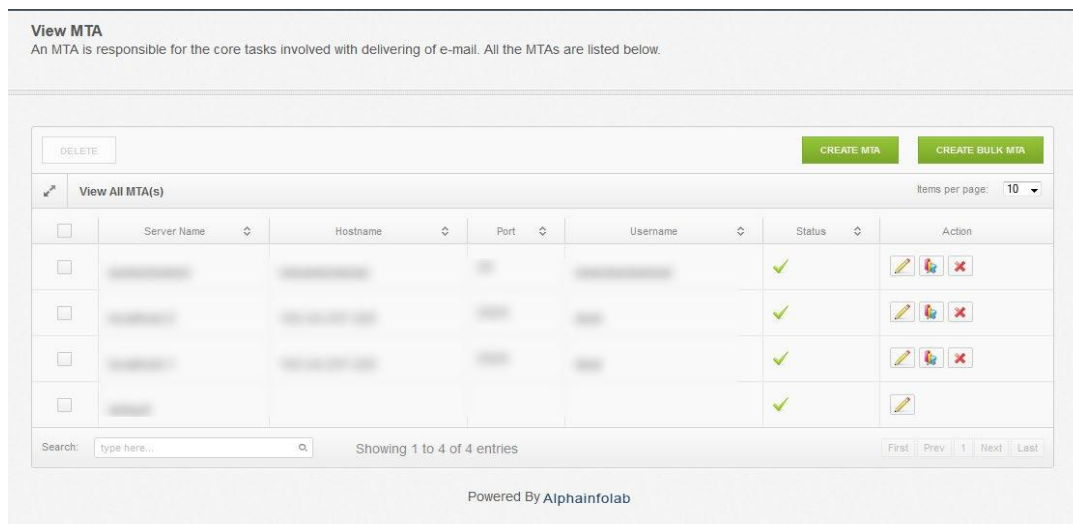 View MTA
An MTA is responsible for the core tasks involved with delivering of e-mail. All the MTAs are listed below.
DELETE CREATE MTA CREATE BULK MTA
View All MTA(s) Items per page: 10
Server Name Hostname Port Username Status Action
Search: type here... Showing 1 to 4 of 4 entries First Prev 1 Next Last
Powered By Alphainfolab